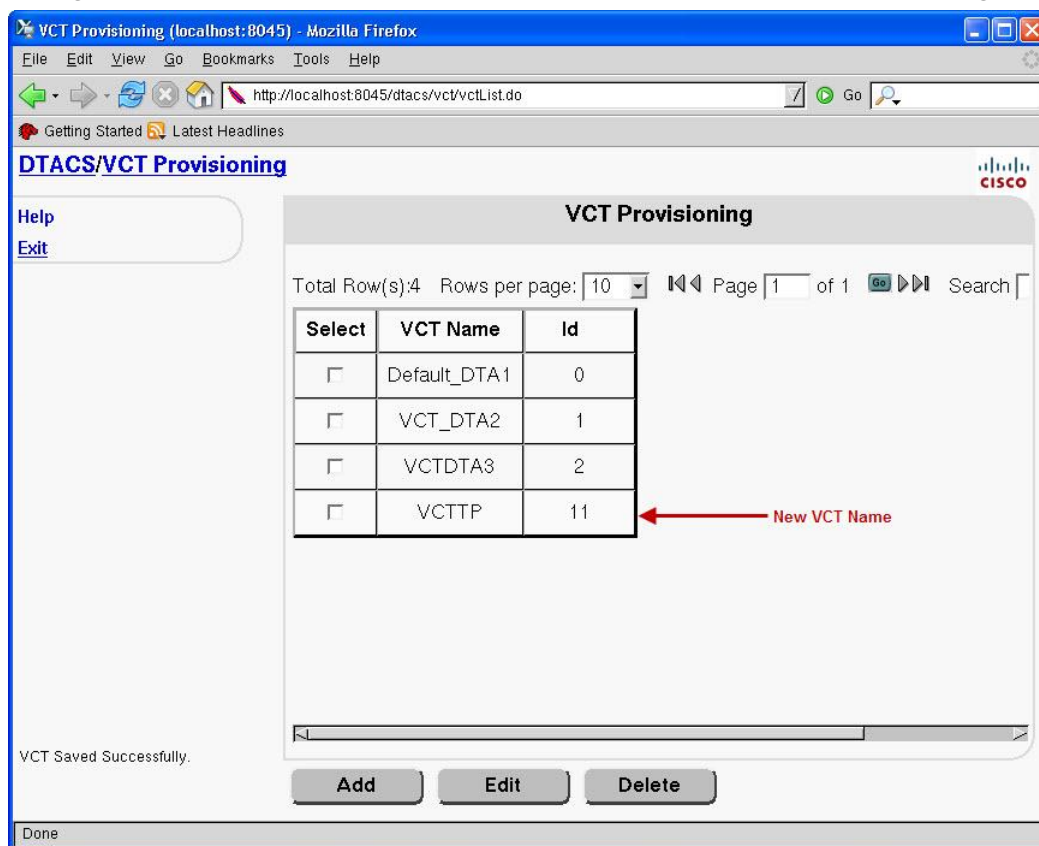 VCT Provisioning (localhost:8045) - Mozilla Firefox
File Edit View Go Bookmarks Tools Help
http://localhost:8045/dtacs/vct/vctList.do Go
Getting Started Latest Headlines
DTACS/VCT Provisioning
CISCO
Help
Exit
VCT Provisioning
Total Row(s):4 Rows per page: 10 Page 1 of 1 Go Search
Select VCT Name Id
Default_DTA1 0
VCT_DTA2 1
VCTDTA3 2
VCTTP 11
New VCT Name
VCT Saved Successfully.
Add Edit Delete
Done